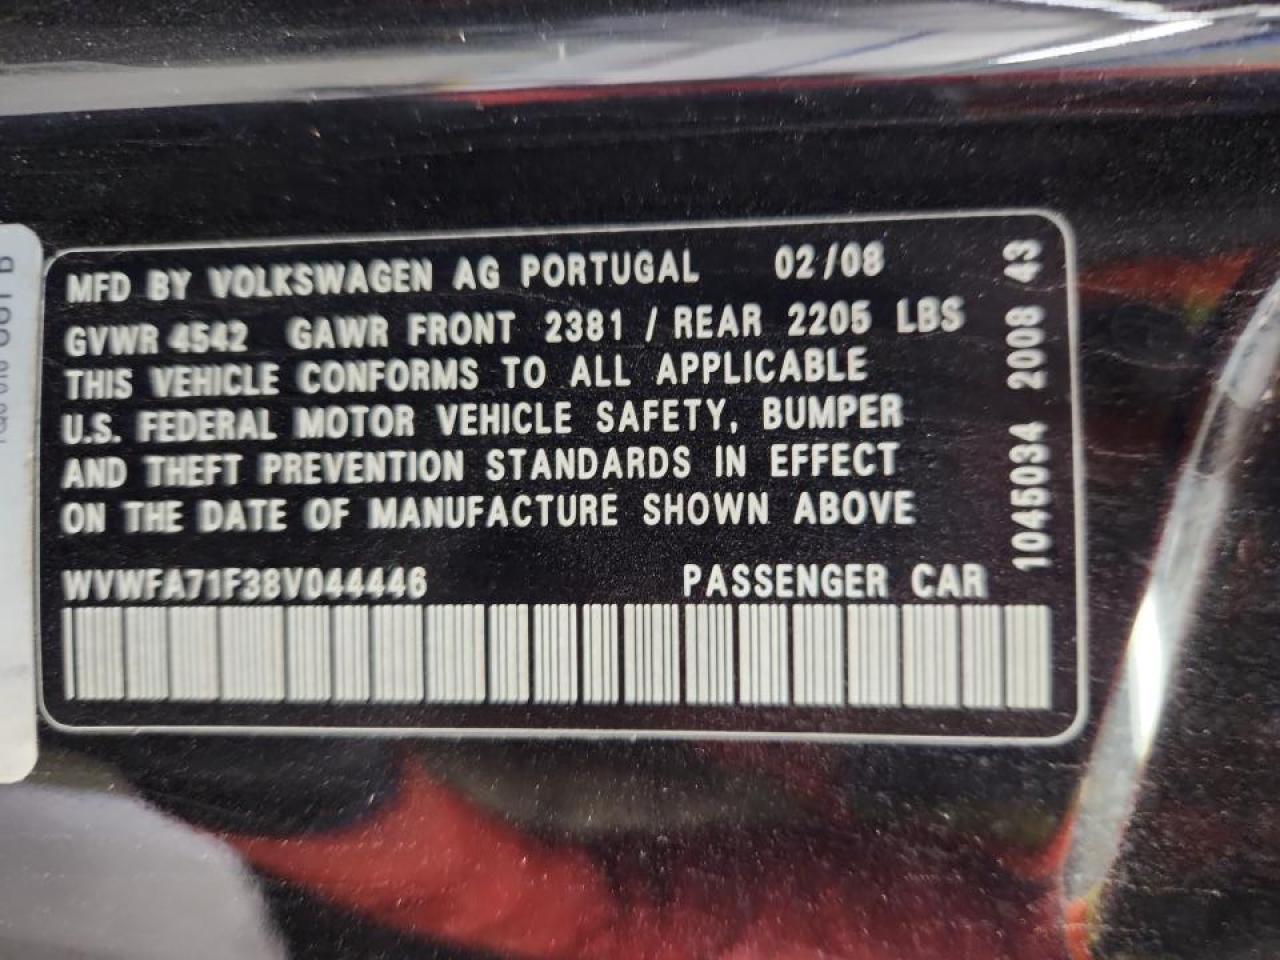 MFD BY VOLKSWAGEN AG PORTUGAL 02/08
GVWR 4542 GAWR FRONT 2381 / REAR 2205 LBS
THIS VEHICLE CONFORMS TO ALL APPLICABLE
U.S. FEDERAL MOTOR VEHICLE SAFETY, BUMPER
AND THEFT PREVENTION STANDARDS IN EFFECT
ON THE DATE OF MANUFACTURE SHOWN ABOVE
WVWFA71F38V044446 PASSENGER CAR
1045034 2008 43